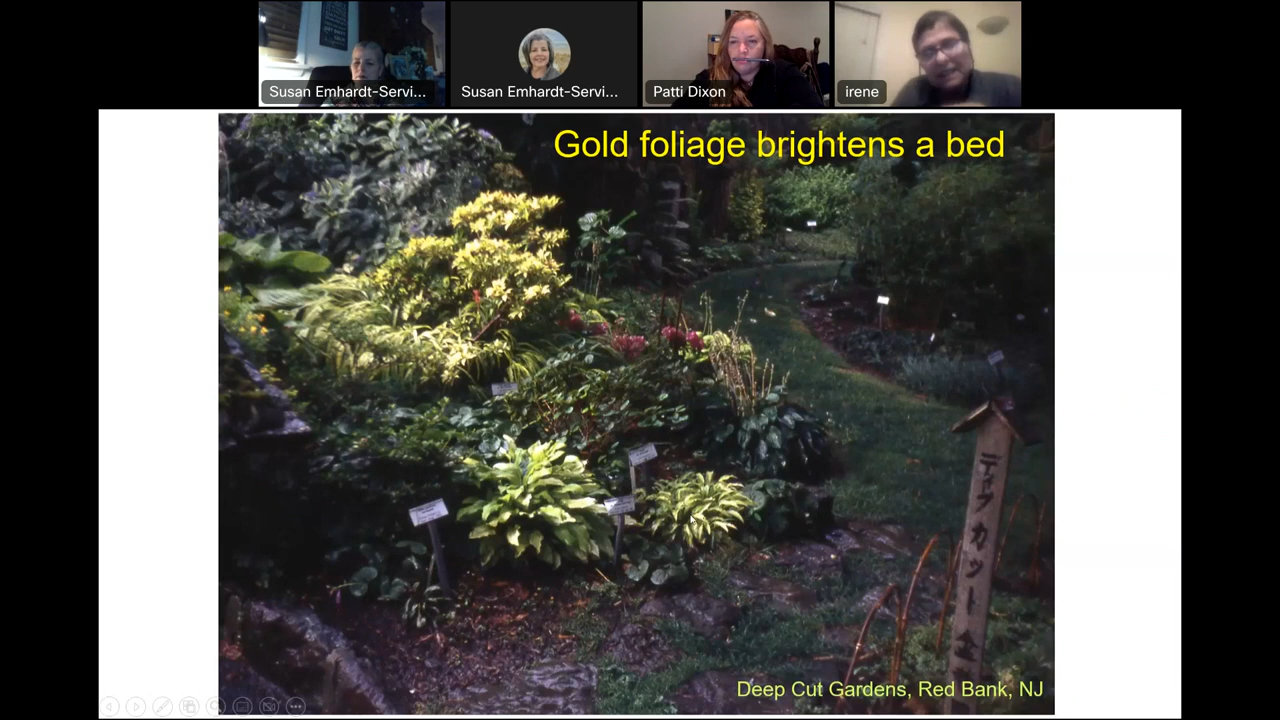 Susan Emhardt-Servi...
Susan Emhardt-Servi...
Patti Dixon
irene
Gold foliage brightens a bed
ディプカット
Deep Cut Gardens, Red Bank, NJ